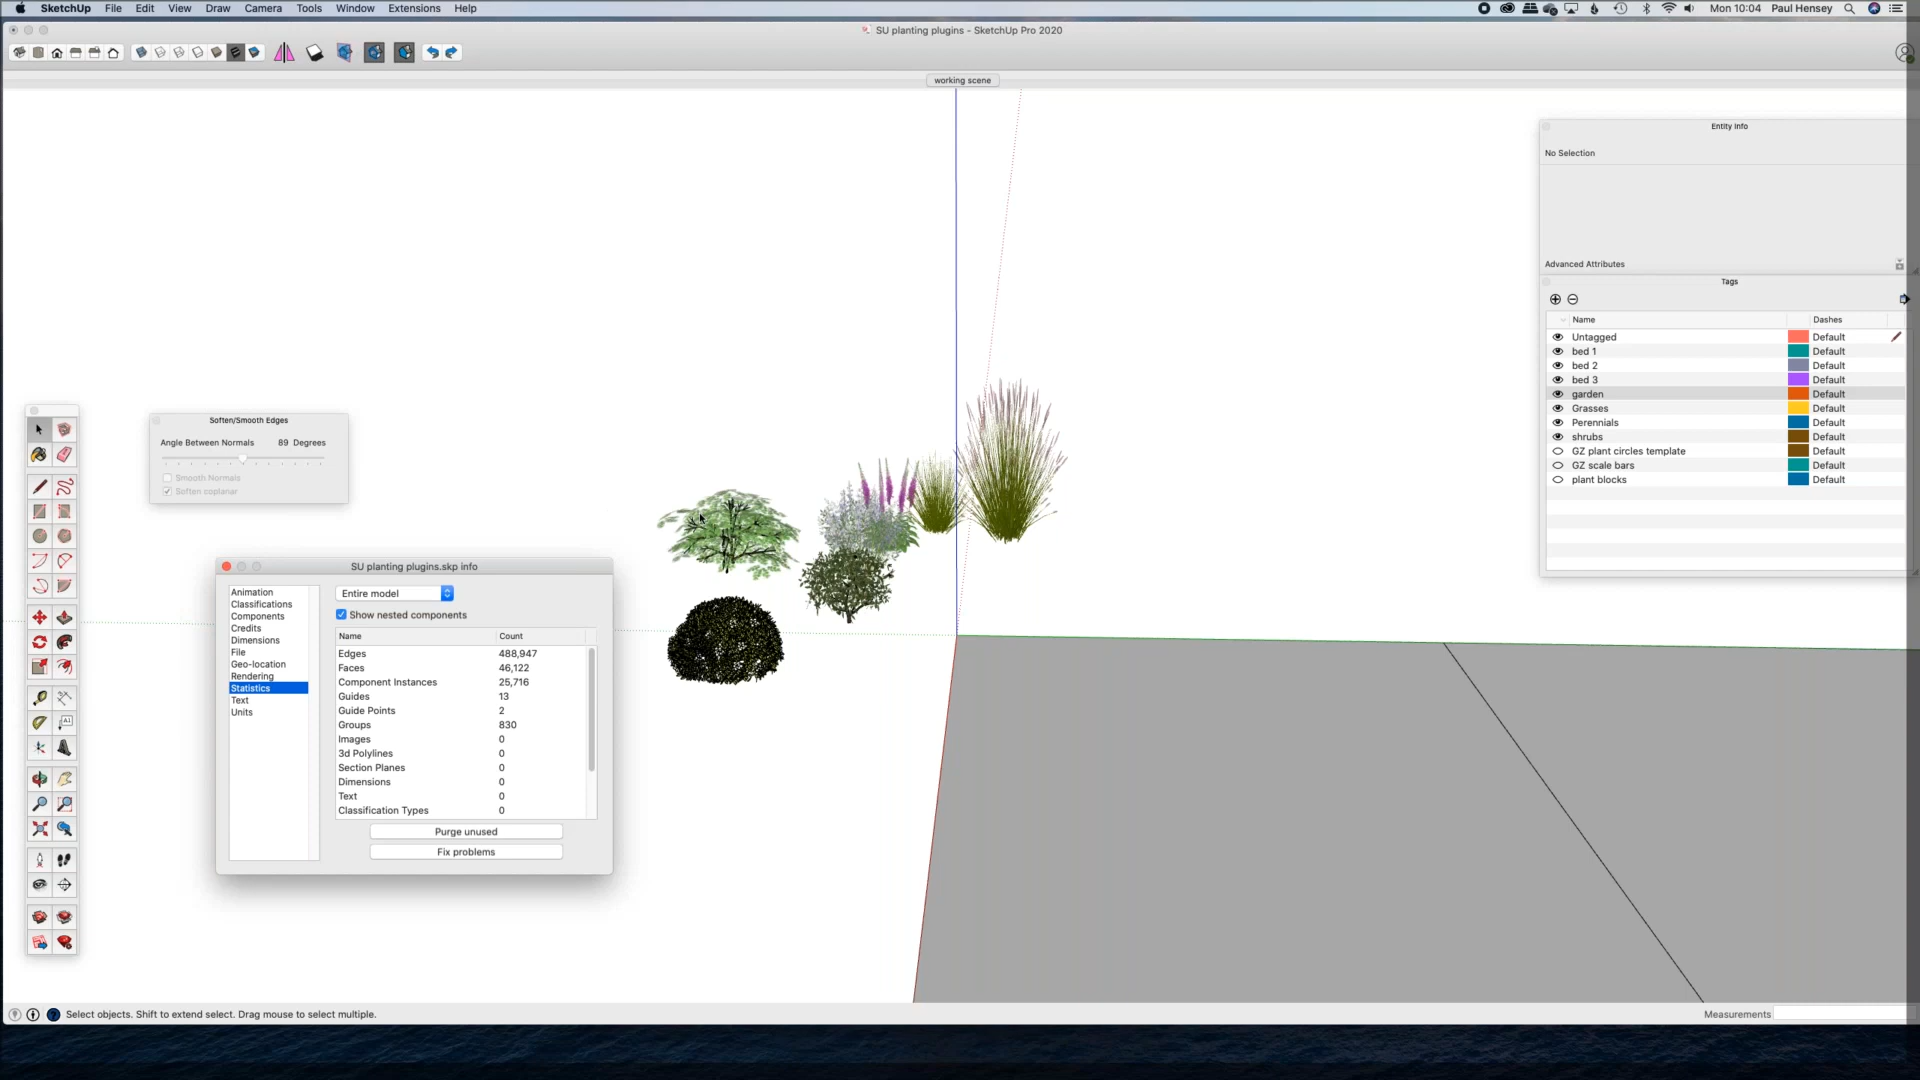 SketchUp File Edit View Draw Camera Tools Window Extensions Help Mon 10:04 Paul Hensey
SU planting plugins - SketchUp Pro 2020
working scene
Entity Info
No Selection
Advanced Attributes
Tags
Name Dashes
Untagged Default
bed 1 Default
bed 2 Default
bed 3 Default
garden Default
Grasses Default
Perennials Default
shrubs Default
GZ plant circles template Default
GZ scale bars Default
plant blocks Default
Soften/Smooth Edges
Angle Between Normals 89 Degrees
Smooth Normals
Soften coplanar
SU planting plugins.skp info
Animation
Classifications
Components
Credits
Dimensions
File
Geo-location
Rendering
Statistics
Text
Units
Entire model
Show nested components
Name Count
Edges 488,947
Faces 46,122
Component Instances 25,716
Guides 13
Guide Points 2
Groups 830
Images 0
3d Polylines 0
Section Planes 0
Dimensions 0
Text 0
Classification Types 0
Purge unused
Fix problems
Select objects. Shift to extend select. Drag mouse to select multiple.
Measurements